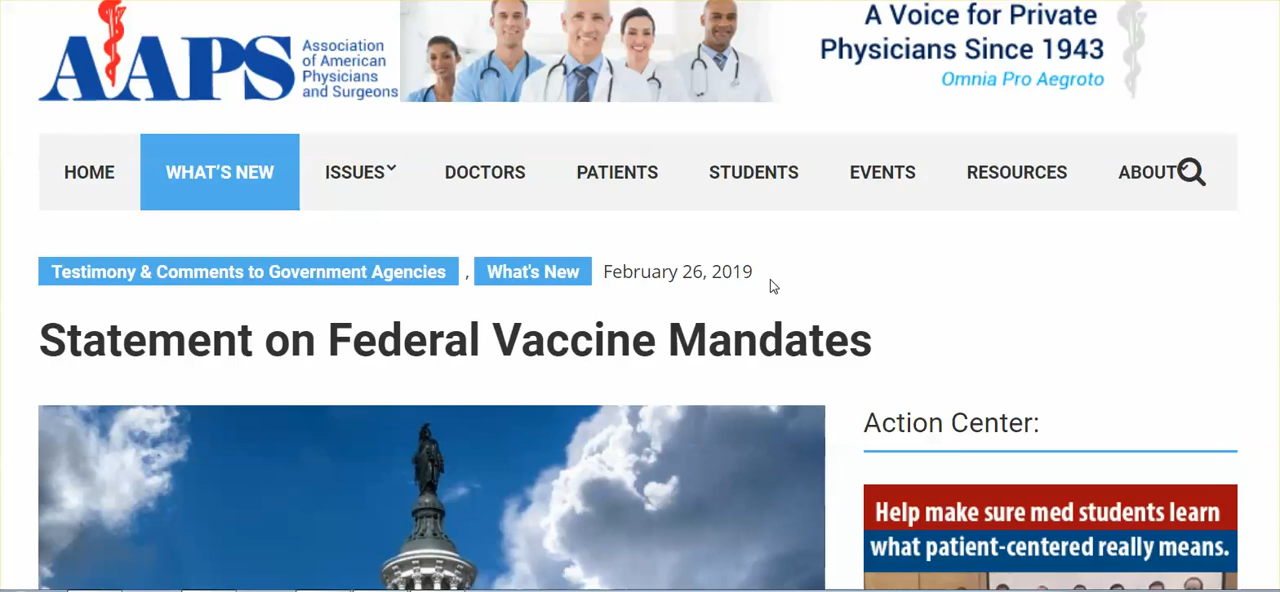 AAPS
Association
of American
Physicians
and Surgeons
A Voice for Private
Physicians Since 1943
Omnia Pro Aegroto
HOME WHAT'S NEW ISSUES DOCTORS PATIENTS STUDENTS EVENTS RESOURCES ABOUT
Testimony & Comments to Government Agencies , What's New February 26, 2019
Statement on Federal Vaccine Mandates
Action Center:
Help make sure med students learn
what patient-centered really means.